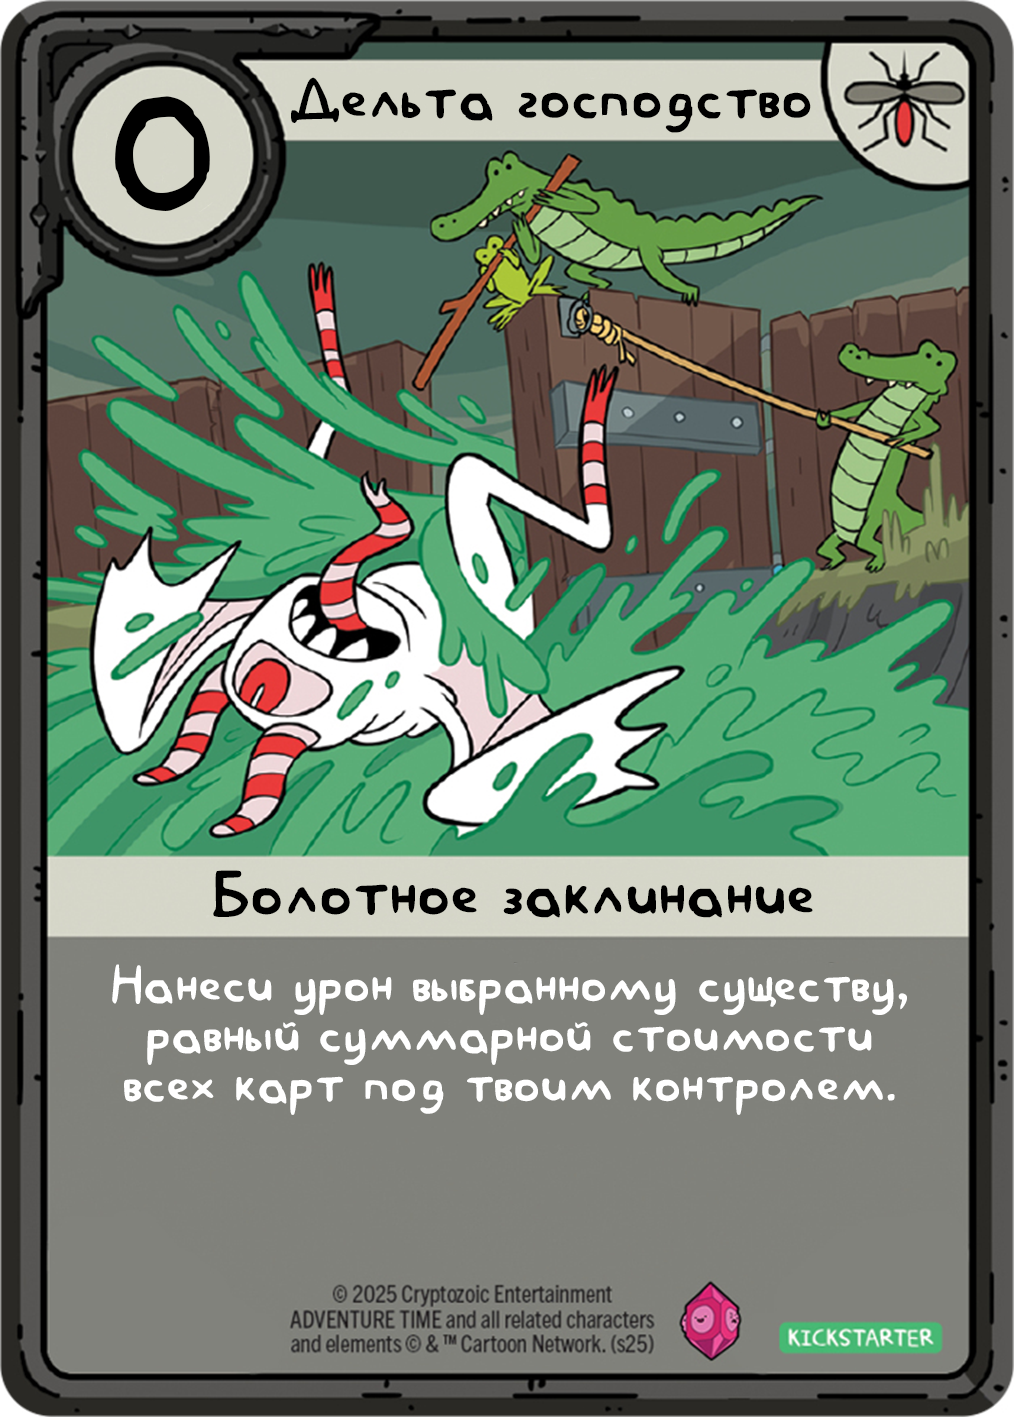 0
Дельта господство
Болотное заклинание
Нанеси урон выбранному существу,
равный суммарной стоимости
всех карт под твоим контролем.
© 2025 Cryptozoic Entertainment
ADVENTURE TIME and all related characters
and elements © & ™ Cartoon Network. (s25)
KICKSTARTER